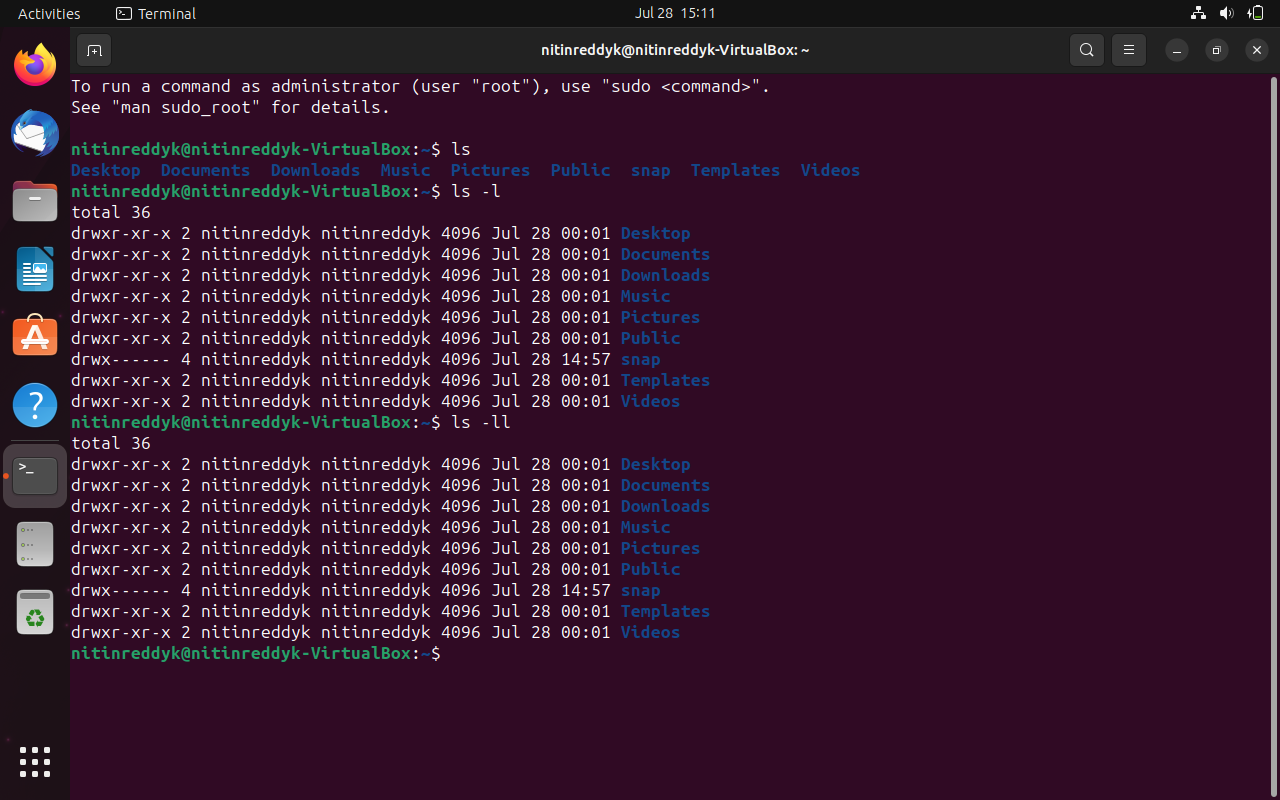 Activities Terminal Jul 28 15:11
nitinreddyk@nitinreddyk-VirtualBox: ~
To run a command as administrator (user "root"), use "sudo <command>".
See "man sudo_root" for details.
nitinreddyk@nitinreddyk-VirtualBox:~$ ls
Desktop Documents Downloads Music Pictures Public snap Templates Videos
nitinreddyk@nitinreddyk-VirtualBox:~$ ls -l
total 36
drwxr-xr-x 2 nitinreddyk nitinreddyk 4096 Jul 28 00:01 Desktop
drwxr-xr-x 2 nitinreddyk nitinreddyk 4096 Jul 28 00:01 Documents
drwxr-xr-x 2 nitinreddyk nitinreddyk 4096 Jul 28 00:01 Downloads
drwxr-xr-x 2 nitinreddyk nitinreddyk 4096 Jul 28 00:01 Music
drwxr-xr-x 2 nitinreddyk nitinreddyk 4096 Jul 28 00:01 Pictures
drwxr-xr-x 2 nitinreddyk nitinreddyk 4096 Jul 28 00:01 Public
drwx------ 4 nitinreddyk nitinreddyk 4096 Jul 28 14:57 snap
drwxr-xr-x 2 nitinreddyk nitinreddyk 4096 Jul 28 00:01 Templates
drwxr-xr-x 2 nitinreddyk nitinreddyk 4096 Jul 28 00:01 Videos
nitinreddyk@nitinreddyk-VirtualBox:~$ ls -ll
total 36
drwxr-xr-x 2 nitinreddyk nitinreddyk 4096 Jul 28 00:01 Desktop
drwxr-xr-x 2 nitinreddyk nitinreddyk 4096 Jul 28 00:01 Documents
drwxr-xr-x 2 nitinreddyk nitinreddyk 4096 Jul 28 00:01 Downloads
drwxr-xr-x 2 nitinreddyk nitinreddyk 4096 Jul 28 00:01 Music
drwxr-xr-x 2 nitinreddyk nitinreddyk 4096 Jul 28 00:01 Pictures
drwxr-xr-x 2 nitinreddyk nitinreddyk 4096 Jul 28 00:01 Public
drwx------ 4 nitinreddyk nitinreddyk 4096 Jul 28 14:57 snap
drwxr-xr-x 2 nitinreddyk nitinreddyk 4096 Jul 28 00:01 Templates
drwxr-xr-x 2 nitinreddyk nitinreddyk 4096 Jul 28 00:01 Videos
nitinreddyk@nitinreddyk-VirtualBox:~$